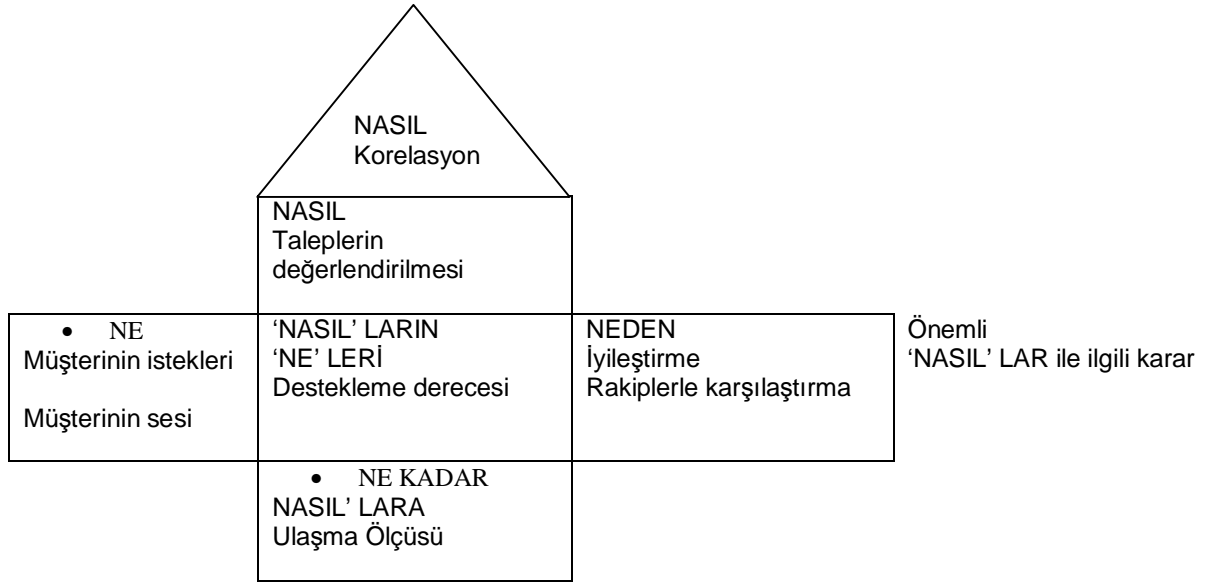 NASIL
Korelasyon
NASIL
Taleplerin
değerlendirilmesi
• NE
Müşterinin istekleri
Müşterinin sesi
‘NASIL’ LARIN
‘NE’ LERİ
Destekleme derecesi
NEDEN
İyileştirme
Rakiplerle karşılaştırma
Önemli
‘NASIL’ LAR ile ilgili karar
• NE KADAR
NASIL’ LARA
Ulaşma Ölçüsü